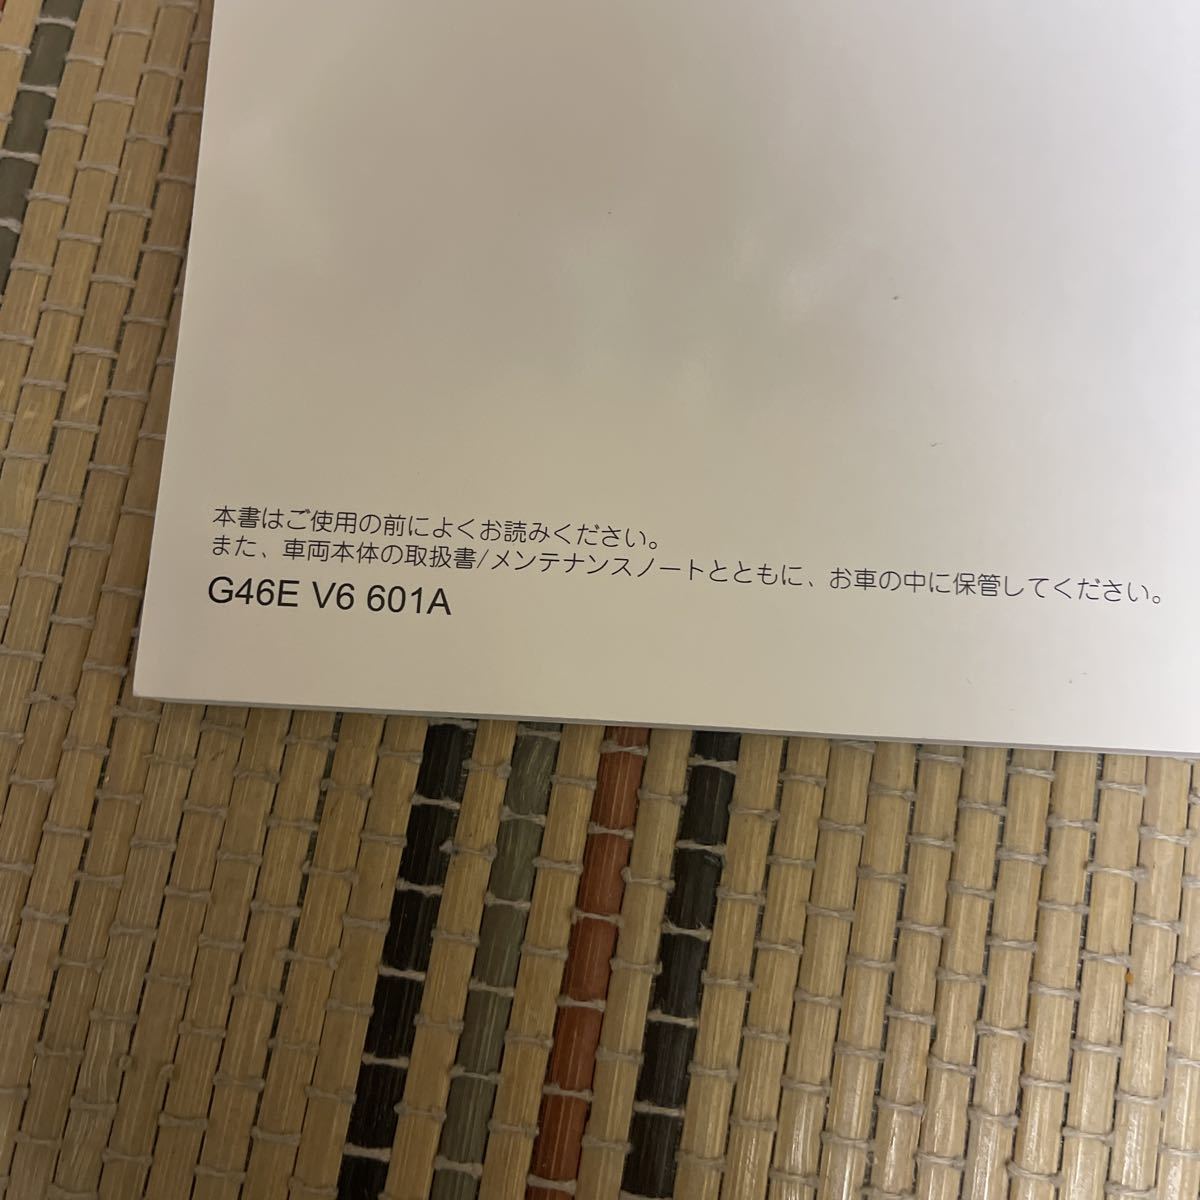 本書はご使用の前によくお読みください。
また、車両本体の取扱書/メンテナンスノートとともに、お車の中に保管してください。
G46E V6 601A